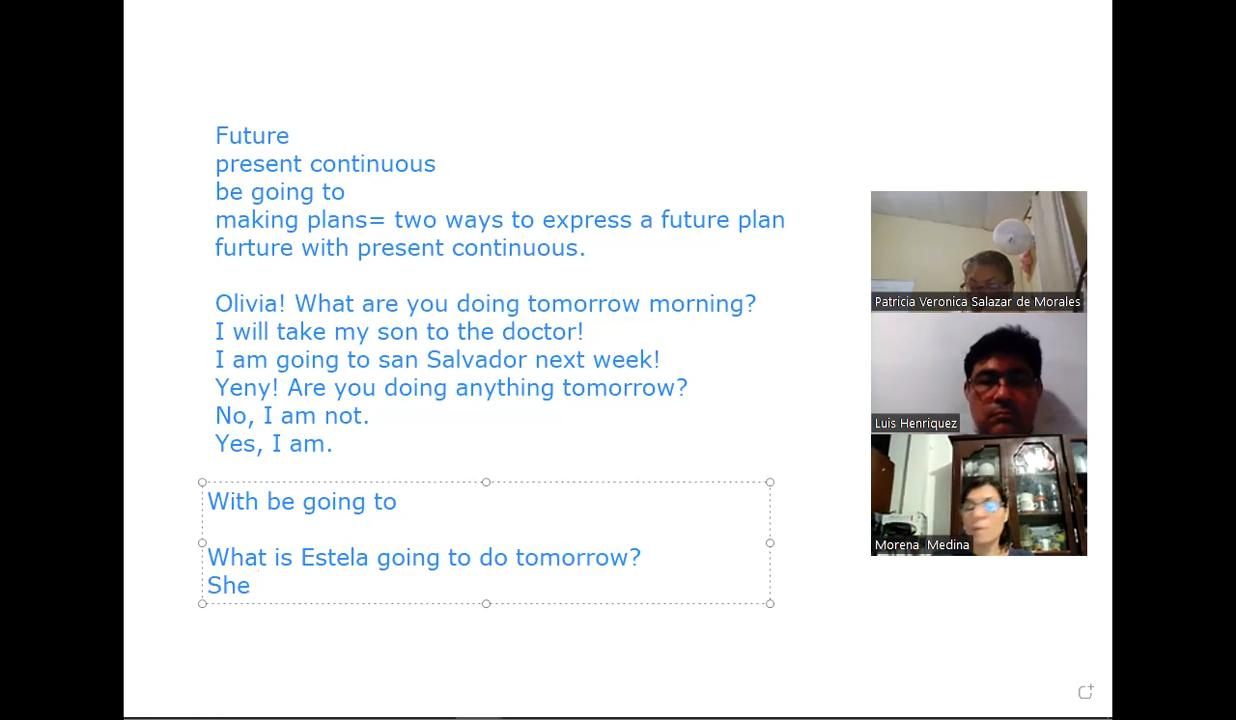 Future
present continuous
be going to
making plans= two ways to express a future plan
furture with present continuous.
Olivia! What are you doing tomorrow morning?
I will take my son to the doctor!
I am going to san Salvador next week!
Yeny! Are you doing anything tomorrow?
No, I am not.
Yes, I am.
With be going to
What is Estela going to do tomorrow?
She
Patricia Veronica Salazar de Morales
Luis Henriquez
Morena Medina